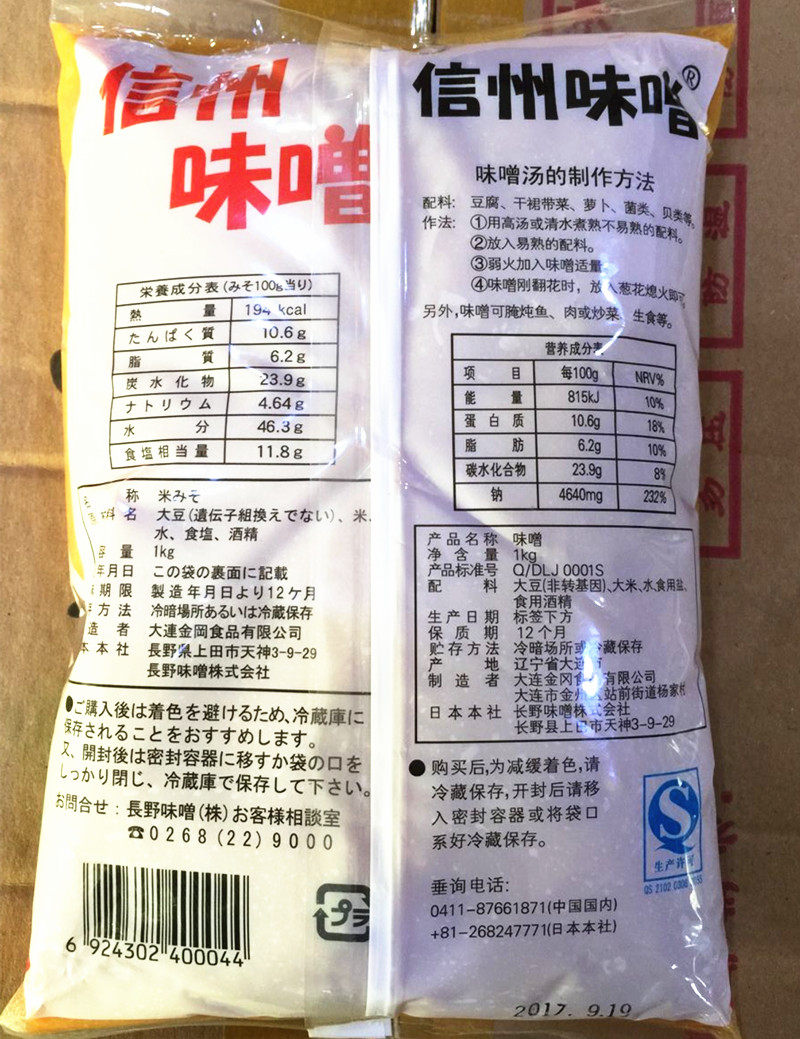 信州
味噌
栄養成分表(みそ100g当り)
熱量 194 kcal
たんぱく質 10.6g
脂質 6.2g
炭水化物 23.9g
ナトリウム 4.64g
水分 46.3g
食塩相当量 11.8g
称 米みそ
名 大豆(遺伝子組換えでない)、米、
水、食塩、酒精
容量 1kg
年月日 この袋の裏面に記載
期限 製造年月日より12ケ月
方法 冷暗場所あるいは冷蔵保存
造者 大連金岡食品有限公司
本本社 長野県上田市天神3-9-29
長野味噌株式会社
●ご購入後は着色を避けるため、冷蔵庫に
保存されることをおすすめします。
又、開封後は密封容器に移すか袋の口を
しっかり閉じ、冷蔵庫で保存して下さい。
お問合せ:長野味噌(株)お客様相談室
☎0268(22)9000
6 924302 400044
プラ
信州味噌®
味噌汤的制作方法
配料: 豆腐、干裙带菜、萝卜、菌类、贝类等。
作法: ①用高汤或清水煮熟不易熟的配料。
②放入易熟的配料。
③弱火加入味噌适量
④味噌刚翻花时，放入葱花熄火即可
另外,味噌可腌炖鱼、肉或炒菜 生食等。
营养成分表
项目 每100g NRV%
能量 815kJ 10%
蛋白质 10.6g 18%
脂肪 6.2g 10%
碳水化合物 23.9g 8%
钠 4640mg 232%
产品名称 味噌
净含量 1kg
产品标准号 Q/DLJ 0001S
配料 大豆(非转基因)、大米、水、食用盐、
食用酒精
生产日期 标签下方
保质期 12个月
贮存方法 冷暗场所或冷藏保存
产地 辽宁省大连市
制造者 大连金冈食 有限公司
大连市金州 站前街道杨家村
日本本社 长野味噌株式会社
长野县上田市天神3-9-29
●购买后,为减缓着色,请
冷藏保存,开封后请移
入密封容器或将袋口
系好冷藏保存。
生产许可
QS 2102
垂询电话:
0411-87661871(中国国内)
+81-268247771(日本本社)
2017. 9.19